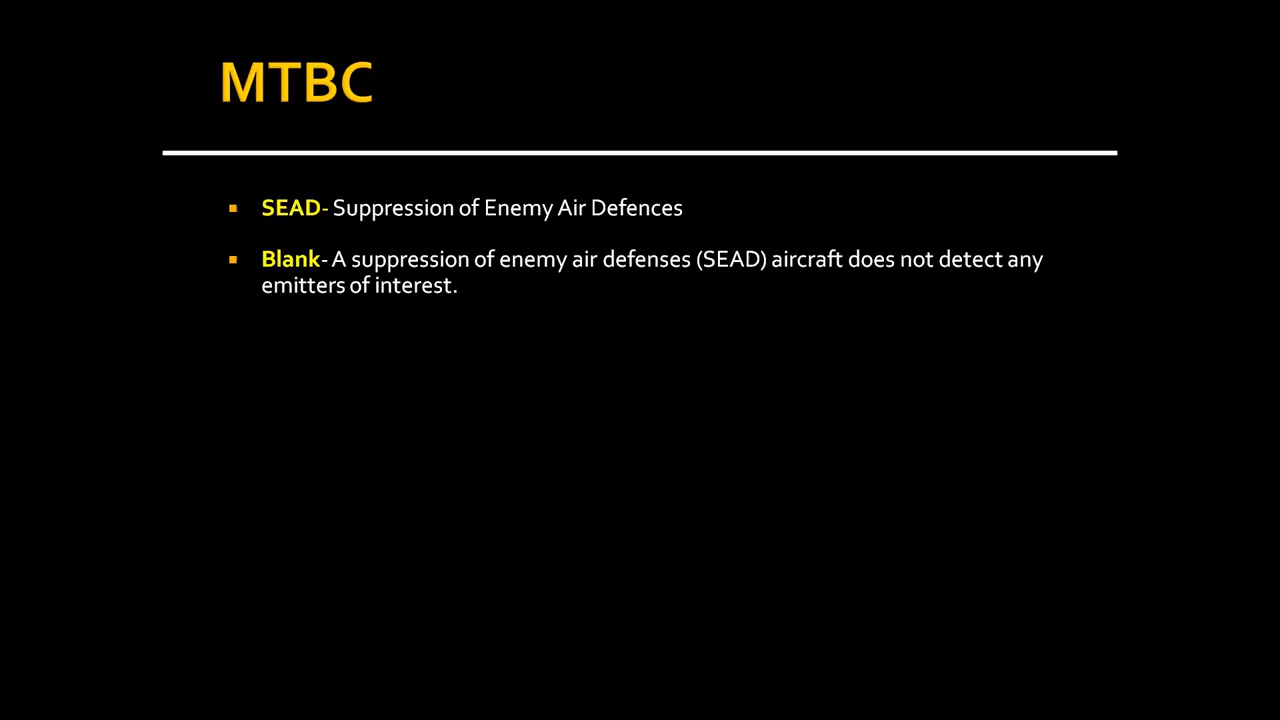 MTBC
SEAD- Suppression of Enemy Air Defences
Blank- A suppression of enemy air defenses (SEAD) aircraft does not detect any
emitters of interest.